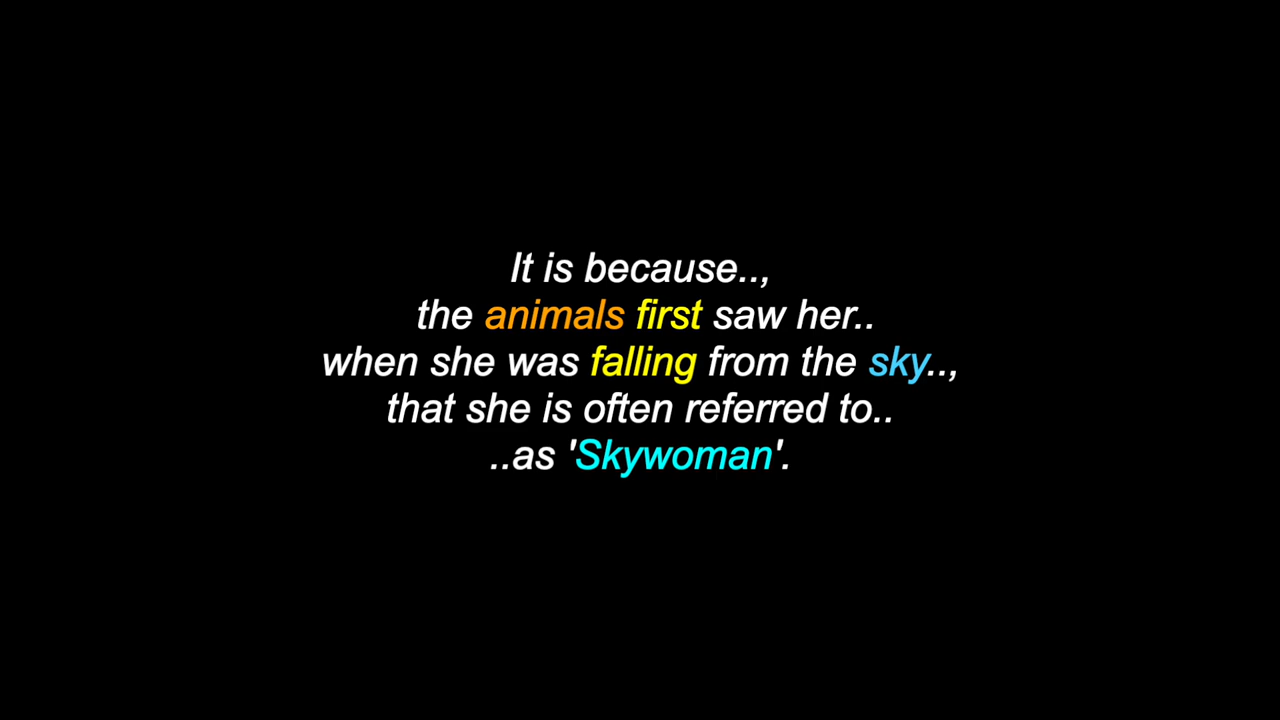 It is because..,
the animals first saw her..
when she was falling from the sky..,
that she is often referred to..
..as 'Skywoman'.